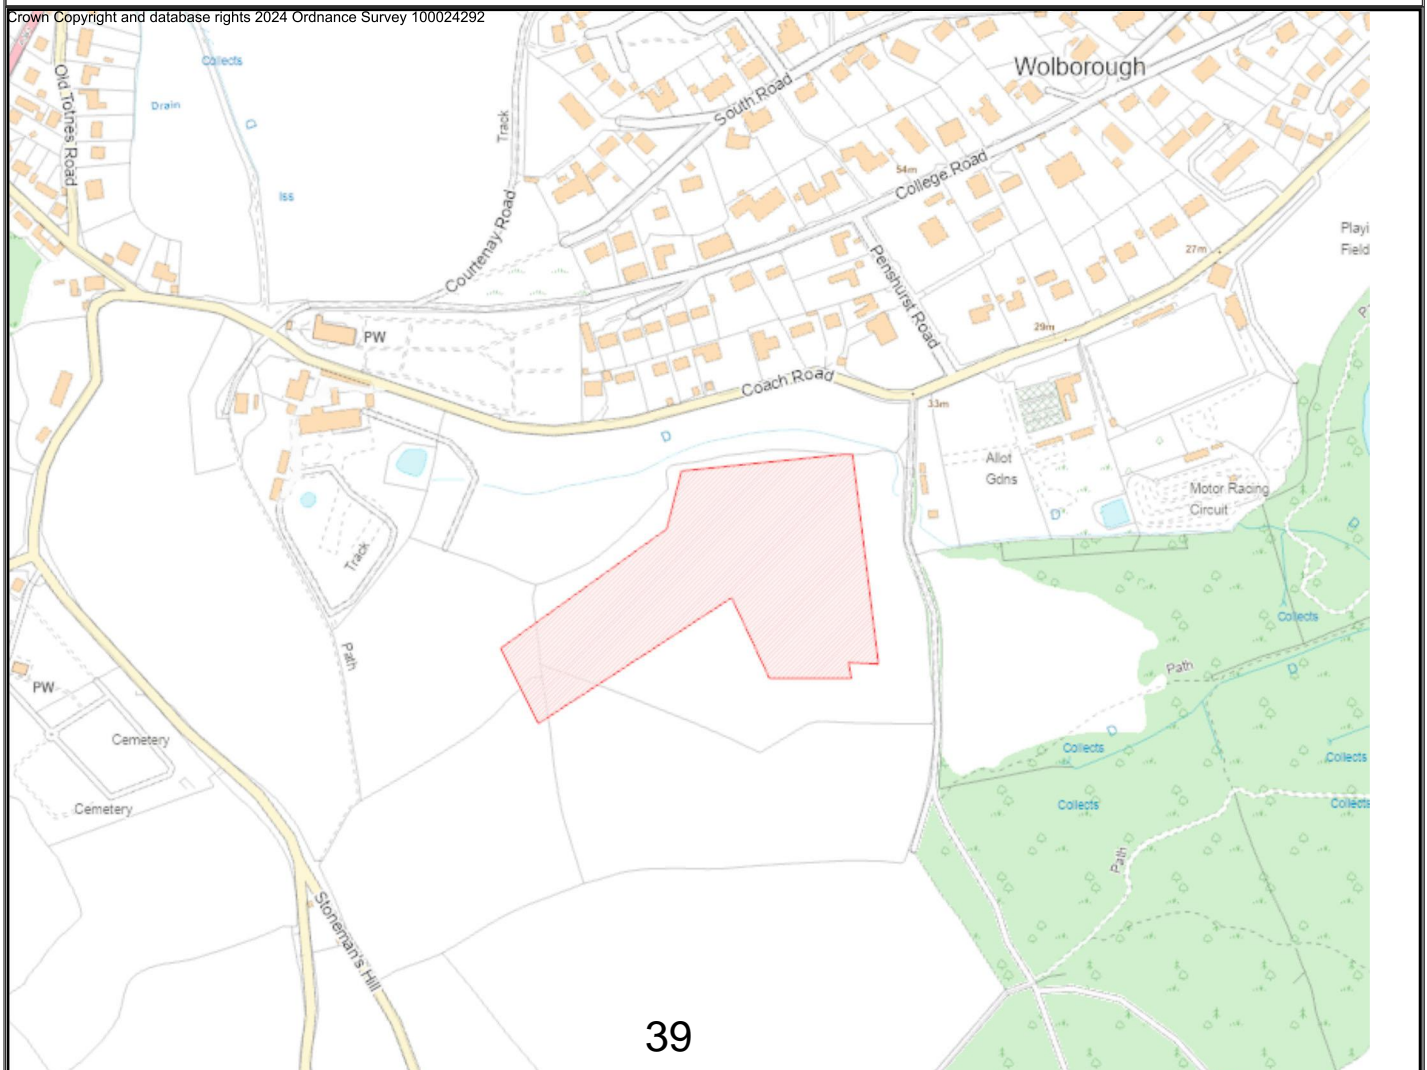 Crown Copyright and database rights 2024 Ordnance Survey 100024292
Collects
Wolborough
Old Totnes Road
Drain
D
Track
South Road
Iss
54m
College Road
Courtenay Road
Playi
Field
27m
Penshurst Road
PW
29m
Coach Road
33m
D
Allot
Gdns
Motor Racing
Circuit
D
D
Track
Collects
Path
Path
D
PW
Cemetery
D
Collects
Collects
Cemetery
Collects
Collects
Path
Stoneman's Hill
39